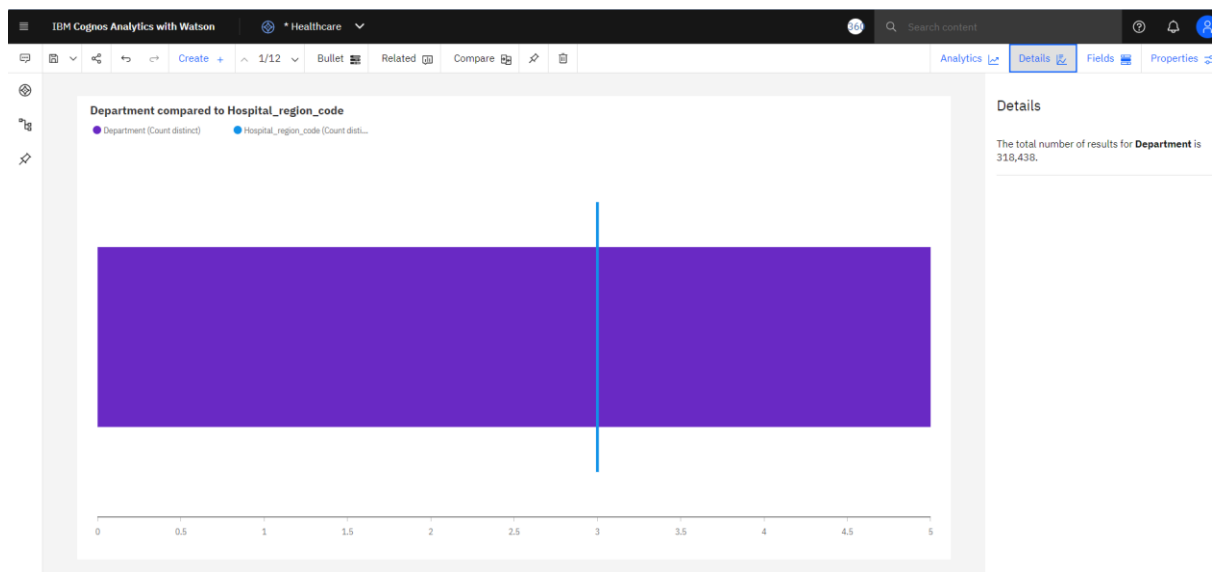 IBM Cognos Analytics with Watson
* Healthcare
360
Search content
Create +
1/12
Bullet
Related
Compare
Analytics
Details
Fields
Properties
Department compared to Hospital_region_code
Department (Count distinct)
Hospital_region_code (Count disti...
0
0.5
1
1.5
2
2.5
3
3.5
4
4.5
5
Details
The total number of results for Department is
318,438.